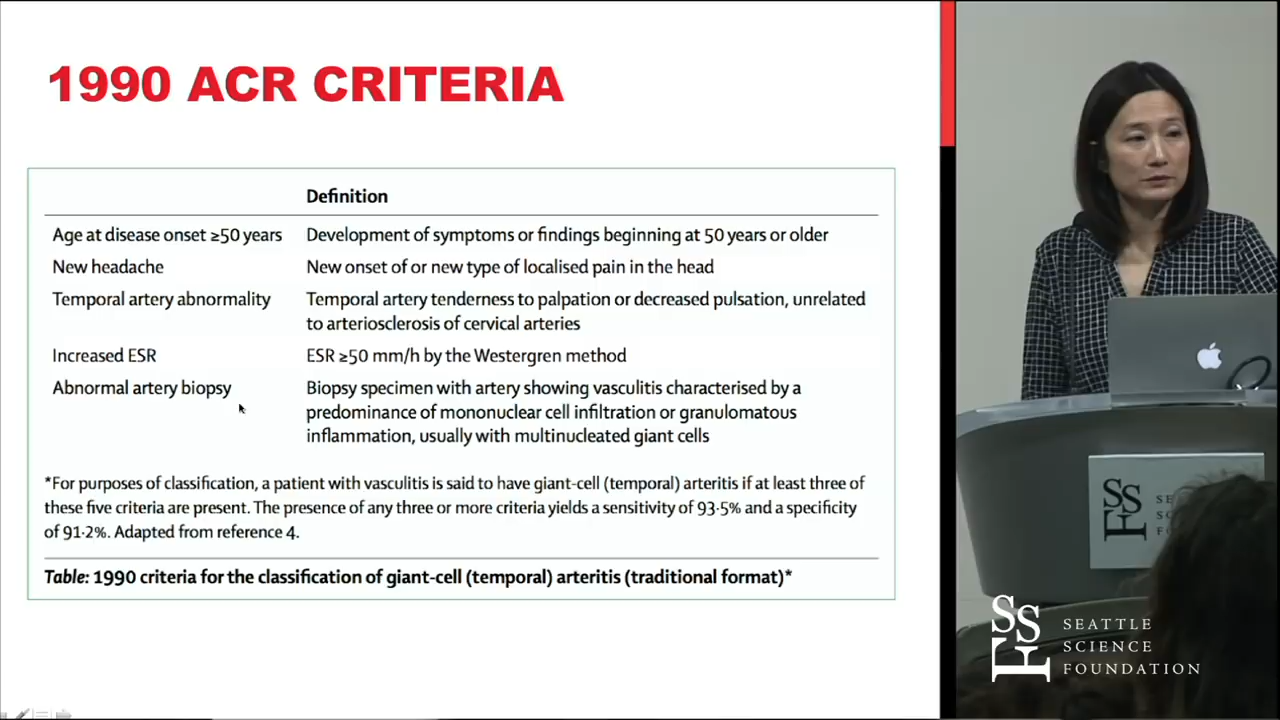 1990 ACR CRITERIA
Definition
Age at disease onset ≥50 years Development of symptoms or findings beginning at 50 years or older
New headache New onset of or new type of localised pain in the head
Temporal artery abnormality Temporal artery tenderness to palpation or decreased pulsation, unrelated
to arteriosclerosis of cervical arteries
Increased ESR ESR ≥50 mm/h by the Westergren method
Abnormal artery biopsy Biopsy specimen with artery showing vasculitis characterised by a
predominance of mononuclear cell infiltration or granulomatous
inflammation, usually with multinucleated giant cells
*For purposes of classification, a patient with vasculitis is said to have giant-cell (temporal) arteritis if at least three of
these five criteria are present. The presence of any three or more criteria yields a sensitivity of 93·5% and a specificity
of 91·2%. Adapted from reference 4.
Table: 1990 criteria for the classification of giant-cell (temporal) arteritis (traditional format)*
SSF
SE
SC
F
SSF
SEATTLE
SCIENCE
FOUNDATION